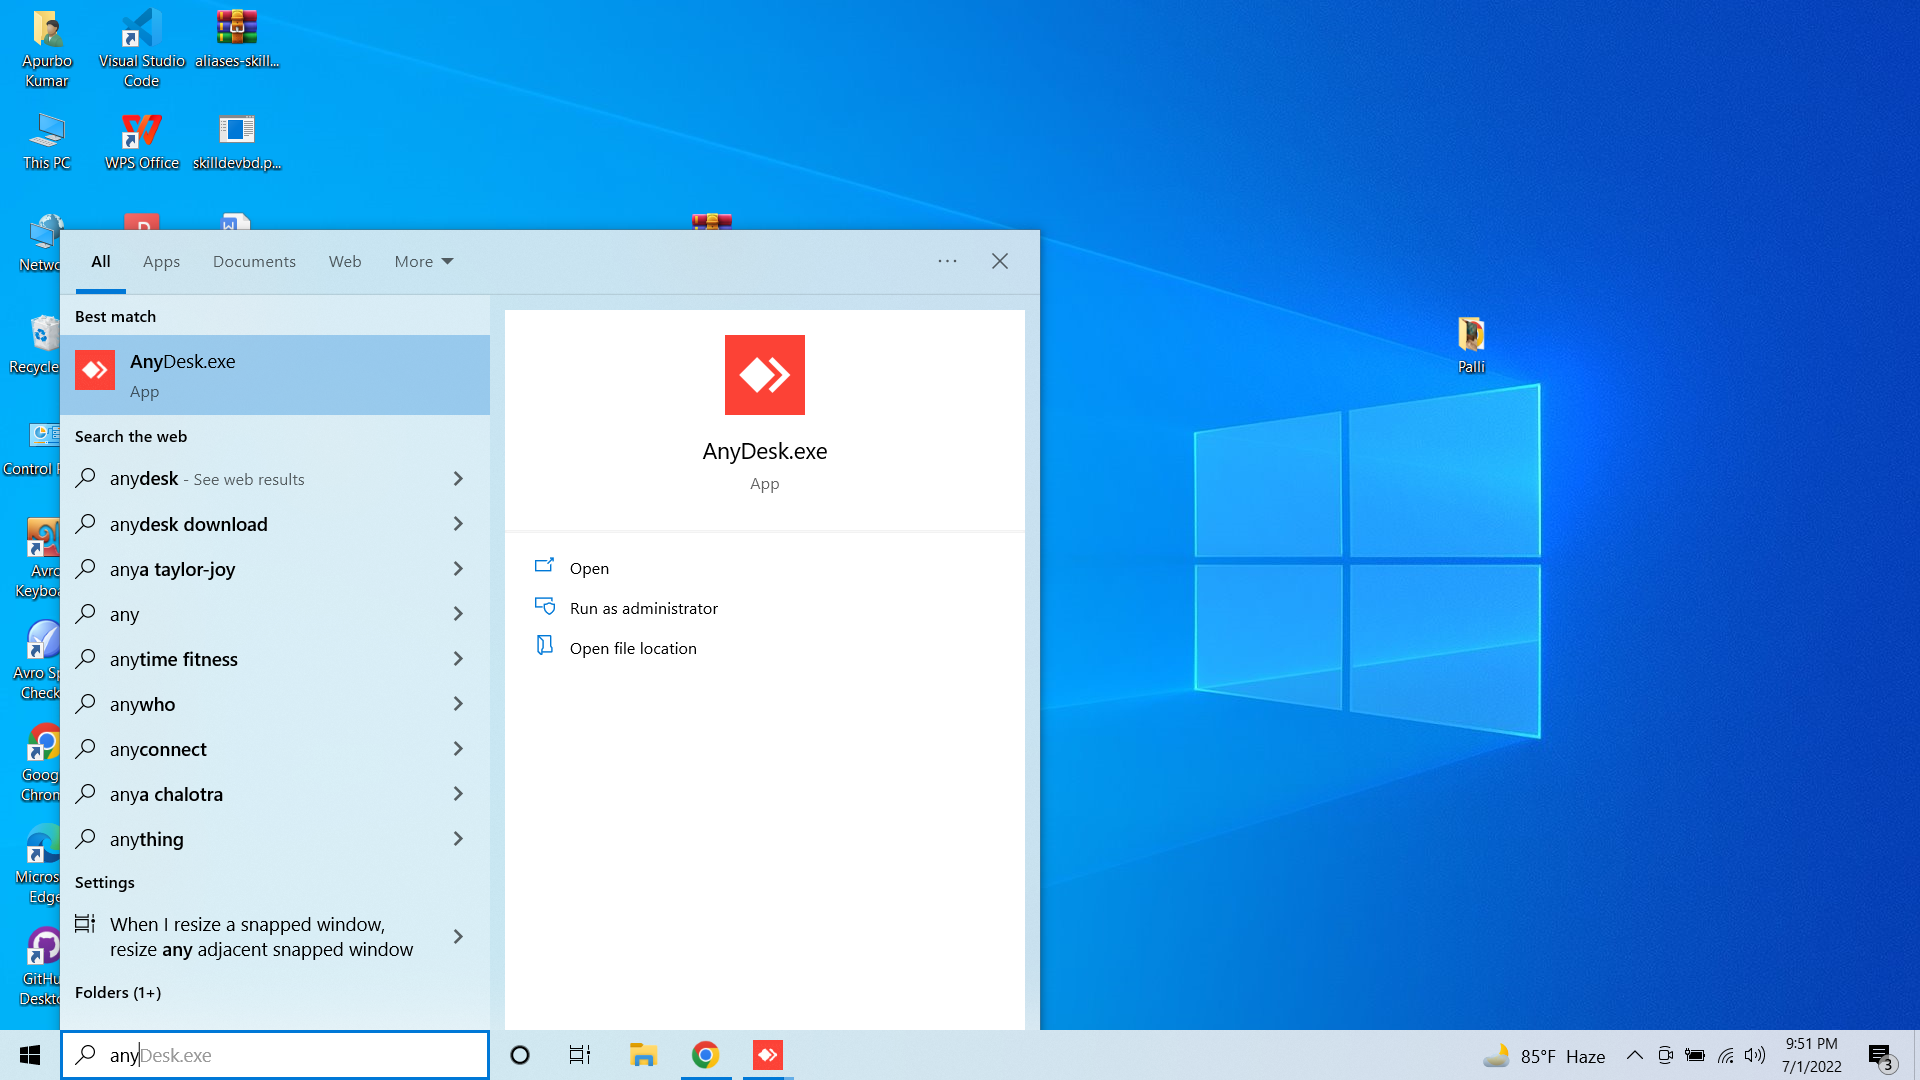 Apurbo
Kumar
Visual Studio
Code
aliases-skill...
This PC
WPS Office
skilldevbd.p...
Netwo
Recycle
Control P
Avro
Keyboa
Avro Sp
Check
Goog
Chrom
Micros
Edge
GitHu
Deskto
Palli
All
Apps
Documents
Web
More
Best match
AnyDesk.exe
App
Search the web
anydesk - See web results
anydesk download
anya taylor-joy
any
anytime fitness
anywho
anyconnect
anya chalotra
anything
Settings
When I resize a snapped window,
resize any adjacent snapped window
Folders (1+)
AnyDesk.exe
App
Open
Run as administrator
Open file location
anyDesk.exe
85°F Haze
9:51 PM
7/1/2022
3